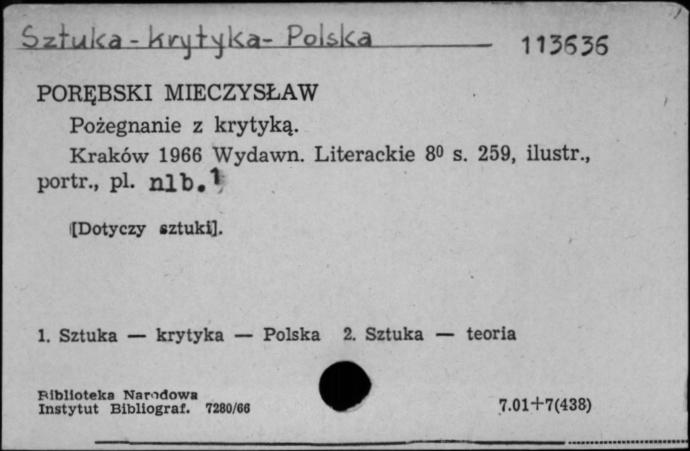 Sztuka - krytyka - Polska 113636
PORĘBSKI MIECZYSŁAW
Pożegnanie z krytyką.
Kraków 1966 Wydawn. Literackie 8⁰ s. 259, ilustr.,
portr., pl. nlb. 1
[Dotyczy sztuki].
1. Sztuka — krytyka — Polska 2. Sztuka — teoria
Biblioteka Narodowa
Instytut Bibliograf. 7280/66 7.01+7(438)